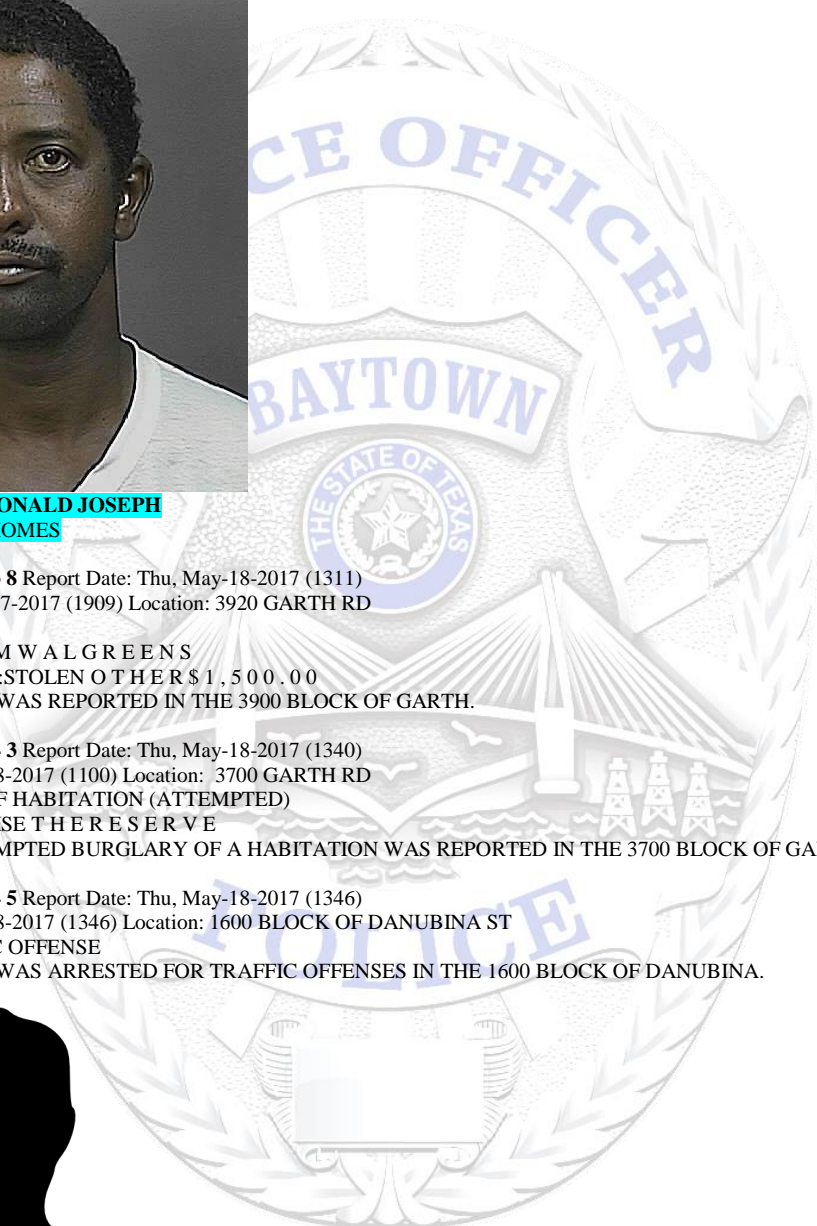 POLICE OFFICER
BAYTOWN
THE STATE OF TEXAS
ONALD JOSEPH
HOMES
8 Report Date: Thu, May-18-2017 (1311)
7-2017 (1909) Location: 3920 GARTH RD
M W A L G R E E N S
:STOLEN O T H E R $ 1 , 5 0 0 . 0 0
WAS REPORTED IN THE 3900 BLOCK OF GARTH.
3 Report Date: Thu, May-18-2017 (1340)
8-2017 (1100) Location: 3700 GARTH RD
F HABITATION (ATTEMPTED)
ISE T H E R E S E R V E
MPTED BURGLARY OF A HABITATION WAS REPORTED IN THE 3700 BLOCK OF GA
5 Report Date: Thu, May-18-2017 (1346)
8-2017 (1346) Location: 1600 BLOCK OF DANUBINA ST
C OFFENSE
WAS ARRESTED FOR TRAFFIC OFFENSES IN THE 1600 BLOCK OF DANUBINA.
POLICE